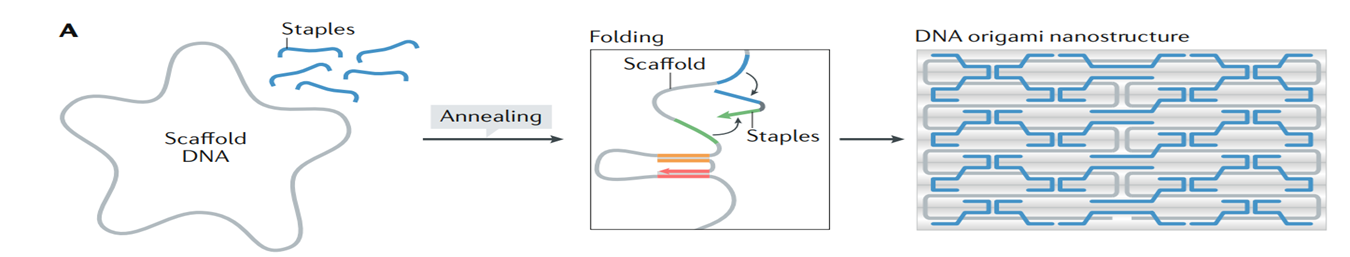 A
Staples
Scaffold
DNA
Annealing
Folding
Scaffold
Staples
DNA origami nanostructure